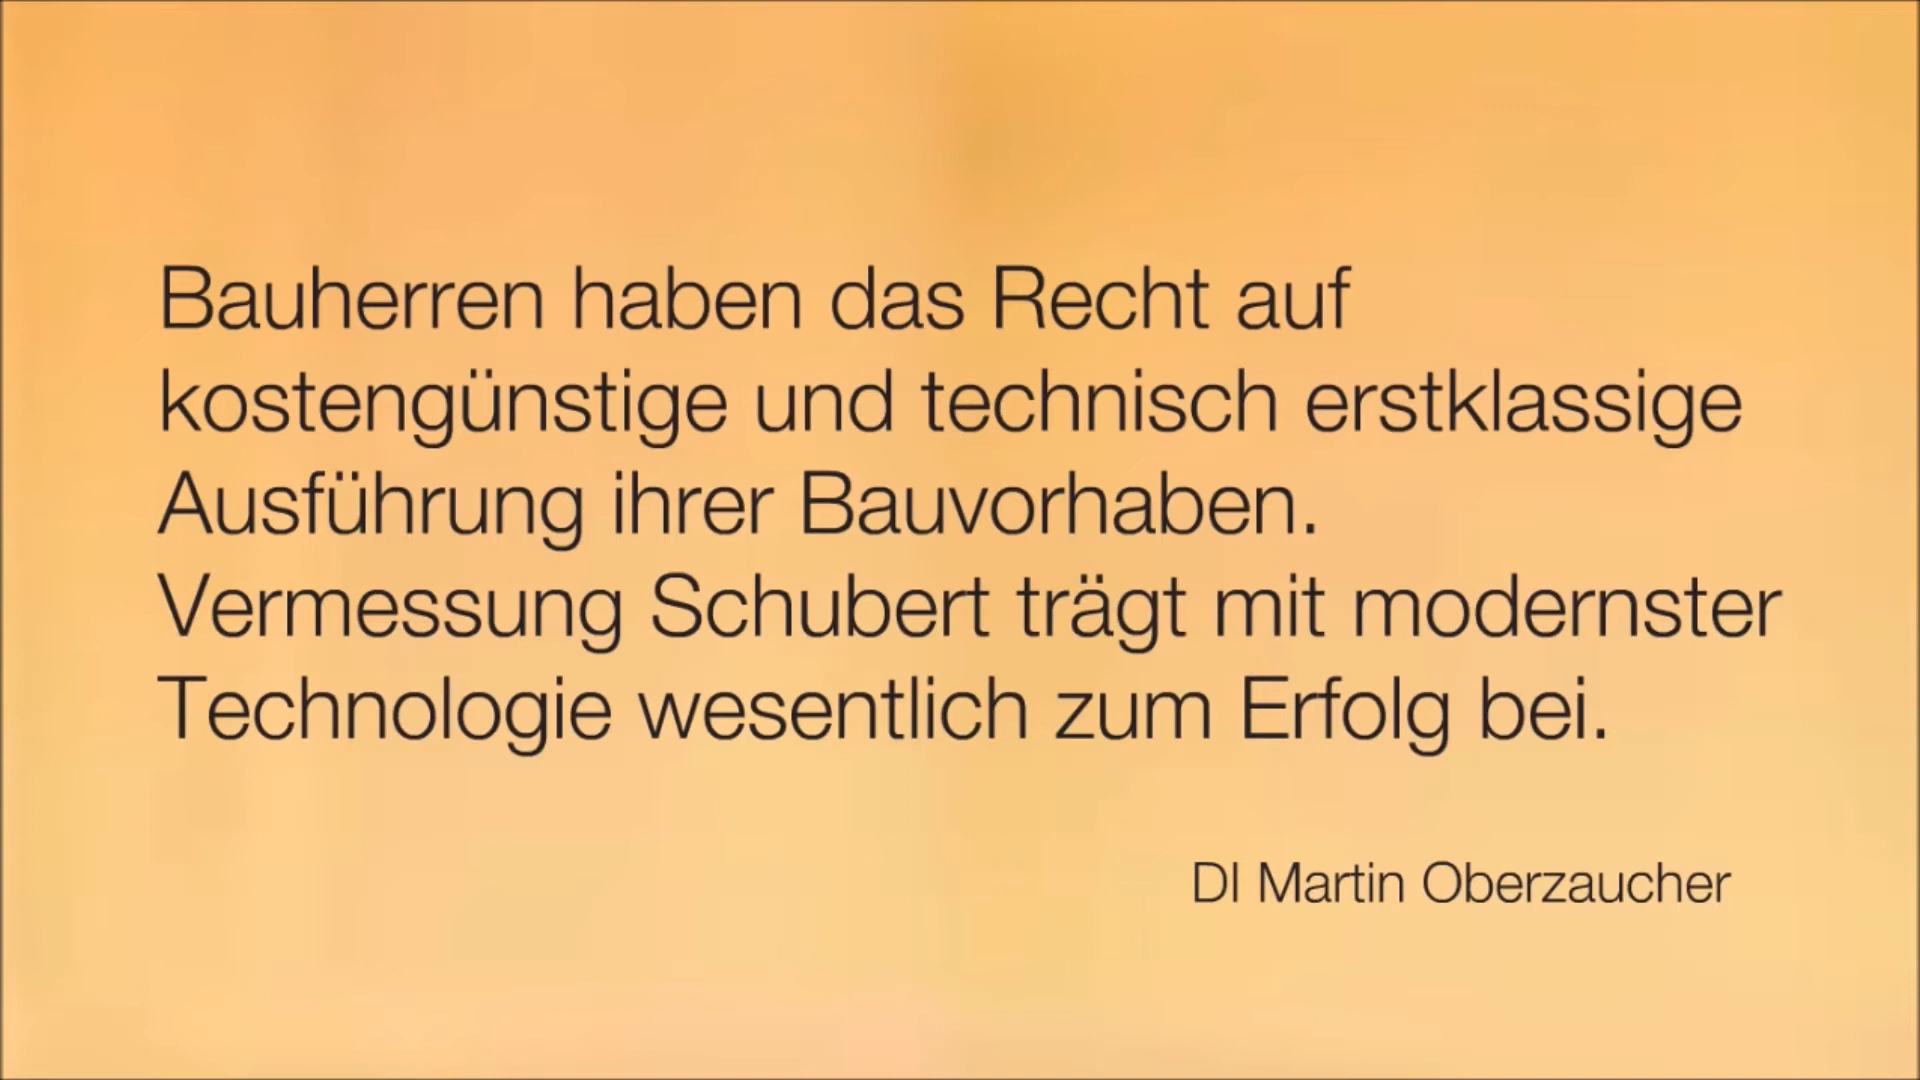 Bauherren haben das Recht auf
kostengünstige und technisch erstklassige
Ausführung ihrer Bauvorhaben.
Vermessung Schubert trägt mit modernster
Technologie wesentlich zum Erfolg bei.
DI Martin Oberzaucher